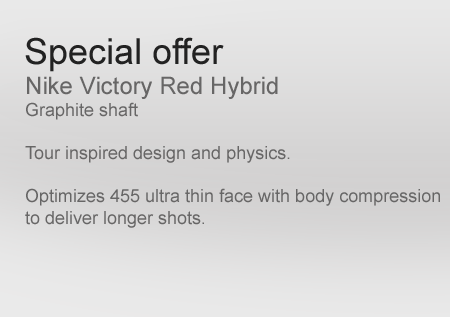 Special offer
Nike Victory Red Hybrid
Graphite shaft
Tour inspired design and physics.
Optimizes 455 ultra thin face with body compression
to deliver longer shots.